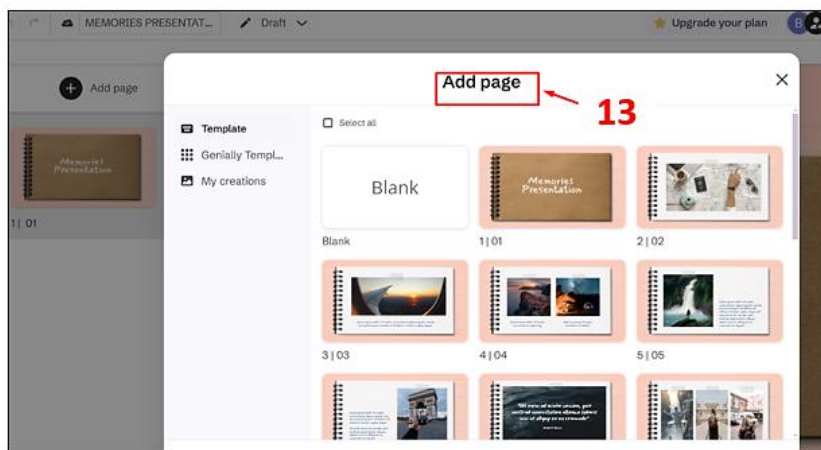 MEMORIES PRESENTAT...
Draft
Upgrade your plan
B
Add page
Add page
13
Template
Genially Templ...
My creations
Select all
Memories
Presentation
1| 01
Blank
Memories
Presentation
Blank
1|01
2|02
3|03
4|04
5|05